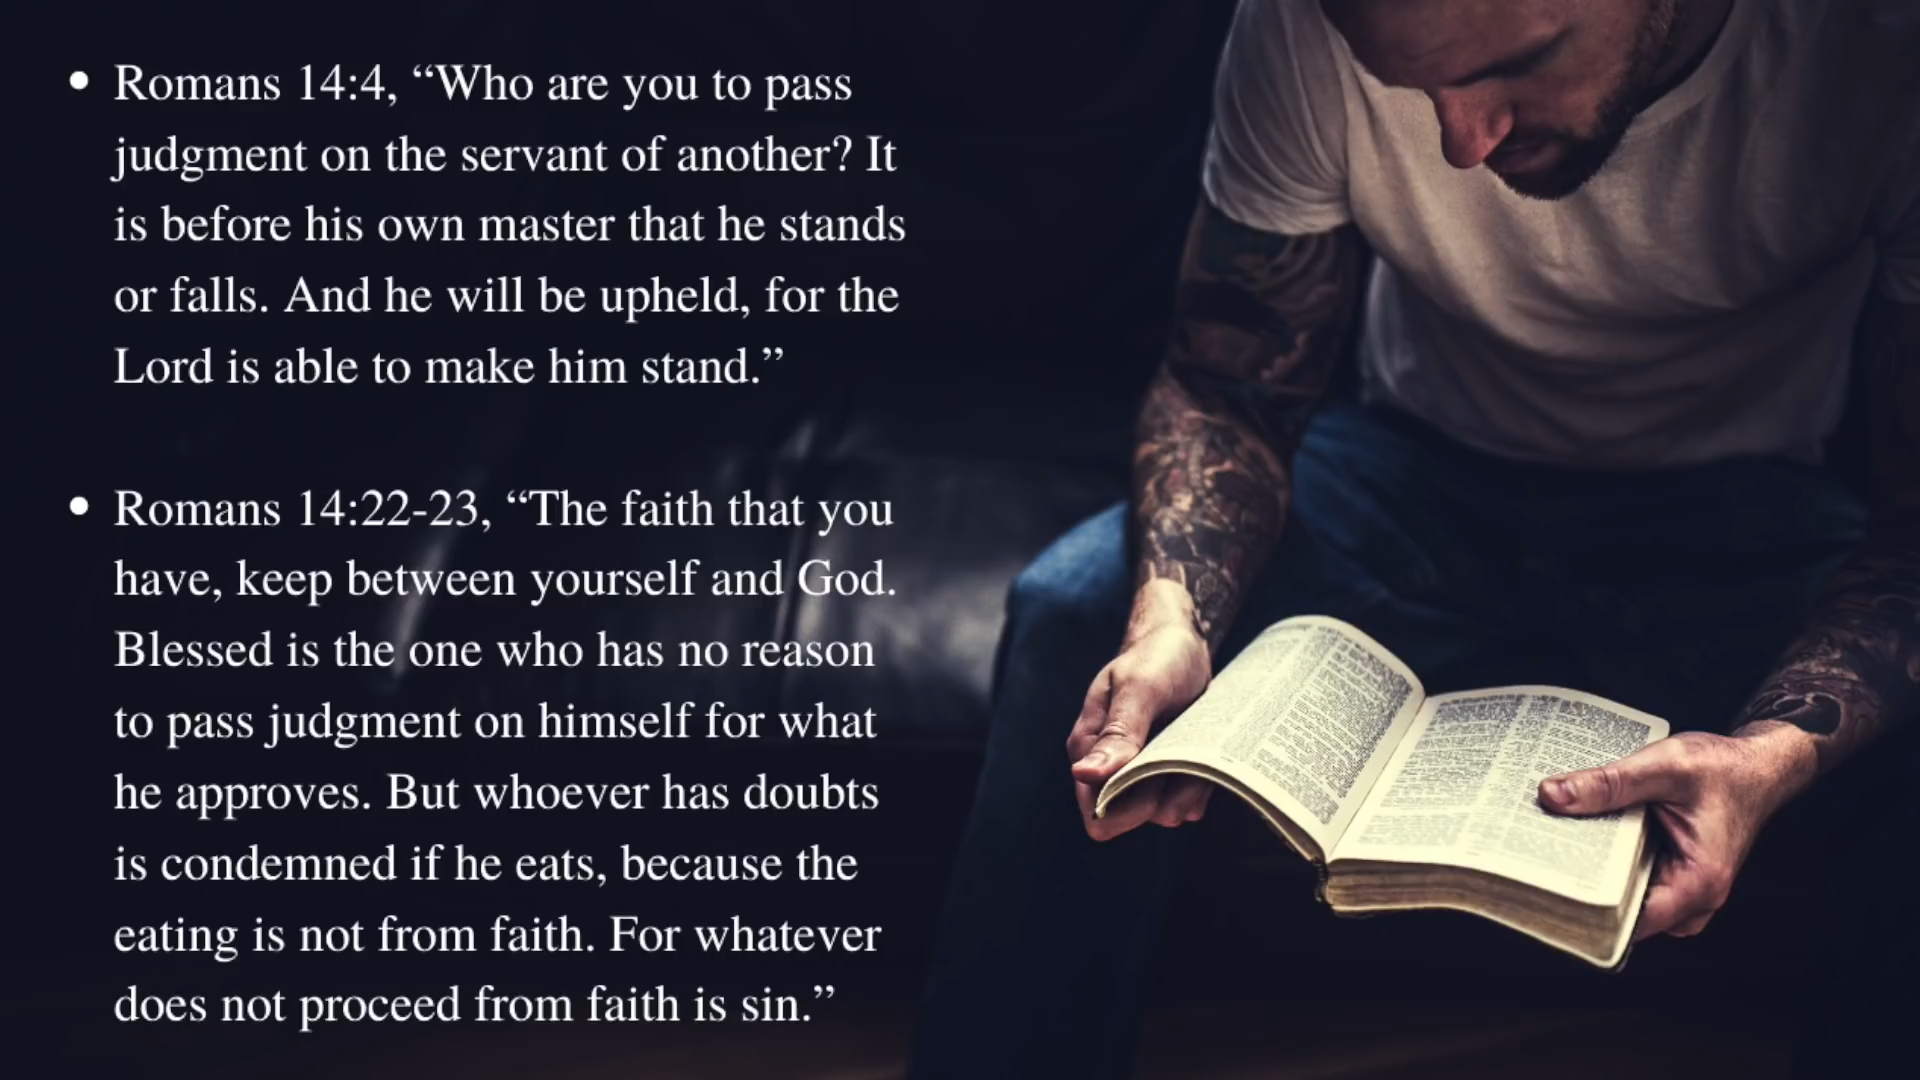 • Romans 14:4, “Who are you to pass
judgment on the servant of another? It
is before his own master that he stands
or falls. And he will be upheld, for the
Lord is able to make him stand.”
• Romans 14:22-23, “The faith that you
have, keep between yourself and God.
Blessed is the one who has no reason
to pass judgment on himself for what
he approves. But whoever has doubts
is condemned if he eats, because the
eating is not from faith. For whatever
does not proceed from faith is sin.”